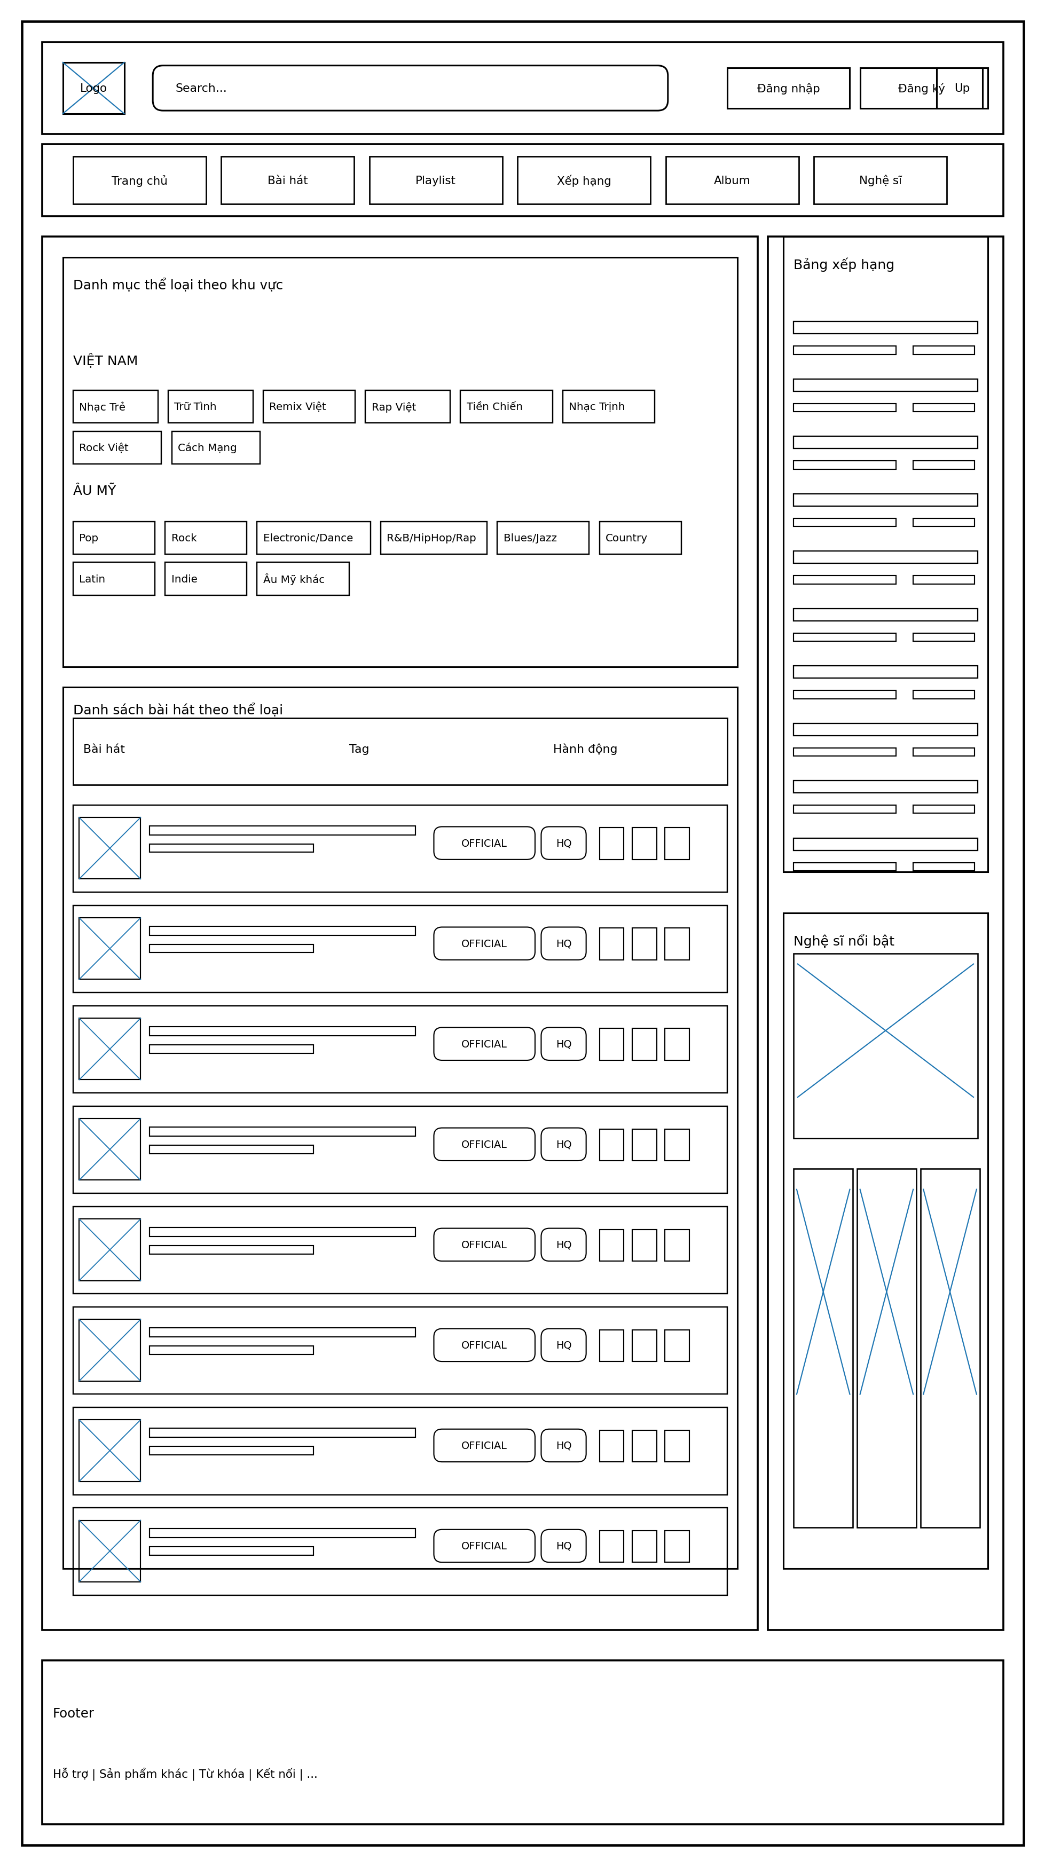 Logo
Search...
Đăng nhập
Đăng ký
Up
Trang chủ
Bài hát
Playlist
Xếp hạng
Album
Nghệ sĩ
Danh mục thể loại theo khu vực
VIỆT NAM
Nhạc Trẻ
Trữ Tình
Remix Việt
Rap Việt
Tiền Chiến
Nhạc Trịnh
Rock Việt
Cách Mạng
ÂU MỸ
Pop
Rock
Electronic/Dance
R&B/HipHop/Rap
Blues/Jazz
Country
Latin
Indie
Âu Mỹ khác
Danh sách bài hát theo thể loại
Bài hát
Tag
Hành động
OFFICIAL
HQ
OFFICIAL
HQ
OFFICIAL
HQ
OFFICIAL
HQ
OFFICIAL
HQ
OFFICIAL
HQ
OFFICIAL
HQ
OFFICIAL
HQ
Bảng xếp hạng
Nghệ sĩ nổi bật
Footer
Hỗ trợ | Sản phẩm khác | Từ khóa | Kết nối | ...